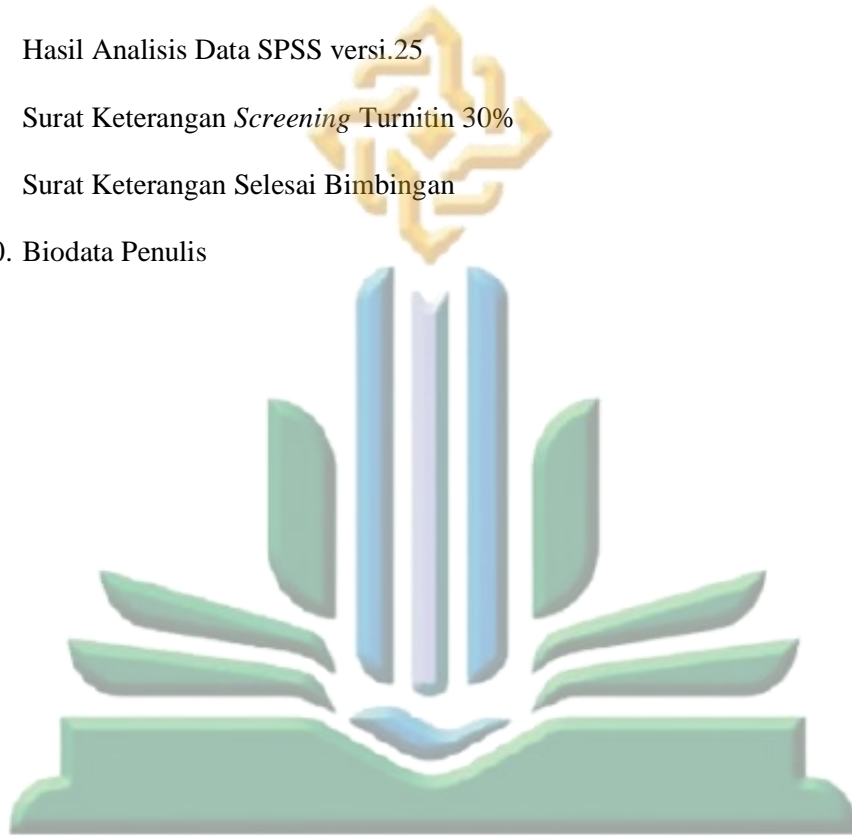 Hasil Analisis Data SPSS versi.25
Surat Keterangan Screening Turnitin 30%
Surat Keterangan Selesai Bimbingan
0. Biodata Penulis